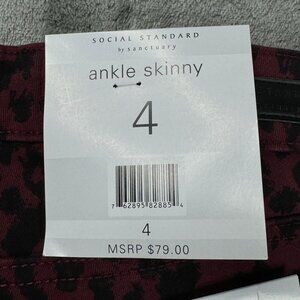 SOCIAL STANDARD
by sanctuary
ankle skinny
4
7 62895 82885 4
4
MSRP $79.00